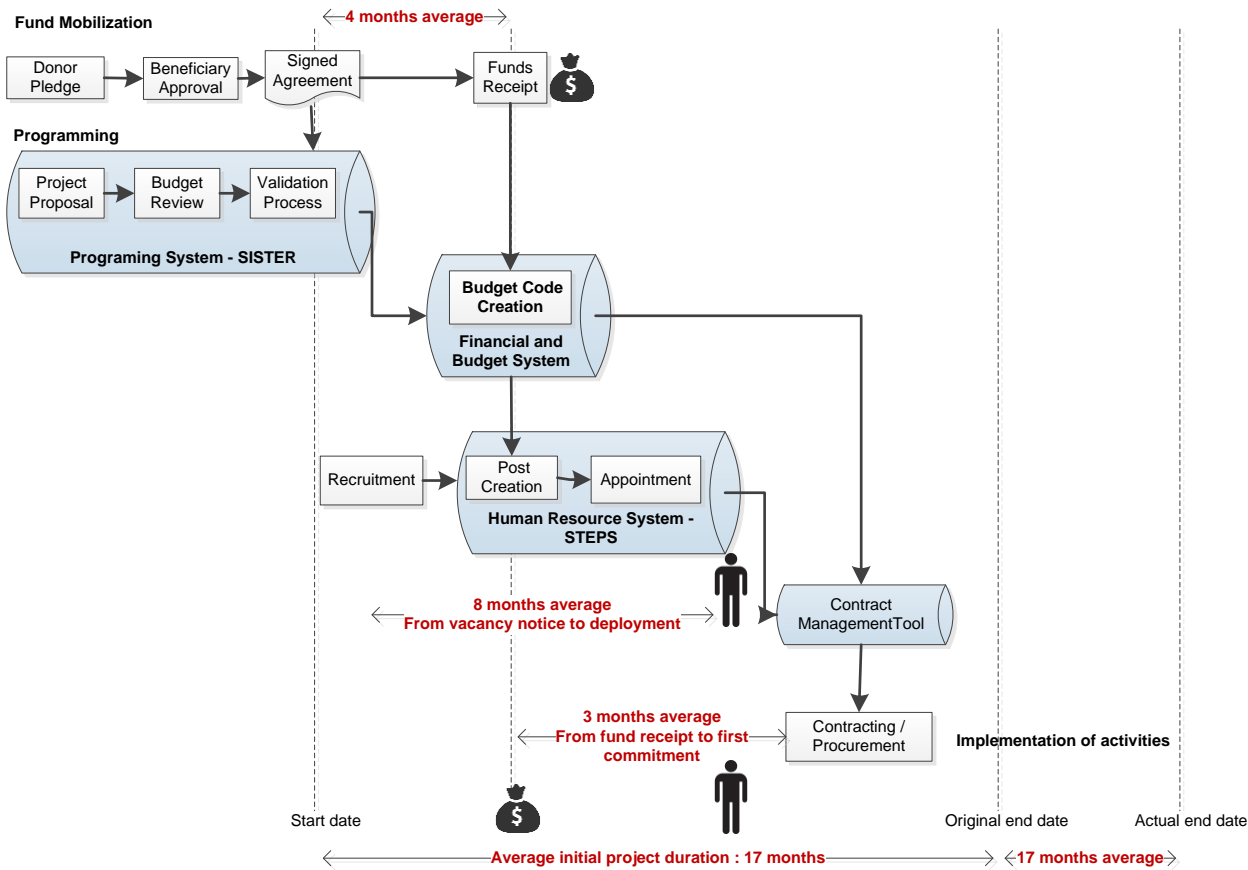 Fund Mobilization
4 months average
Donor
Pledge
Beneficiary
Approval
Signed
Agreement
Funds
Receipt
$
Programming
Project
Proposal
Budget
Review
Validation
Process
Programing System - SISTER
Budget Code
Creation
Financial and
Budget System
Recruitment
Post
Creation
Appointment
Human Resource System -
STEPS
8 months average
From vacancy notice to deployment
Contract
ManagementTool
3 months average
From fund receipt to first
commitment
Contracting /
Procurement
Implementation of activities
$
Start date
Original end date
Actual end date
Average initial project duration : 17 months
17 months average